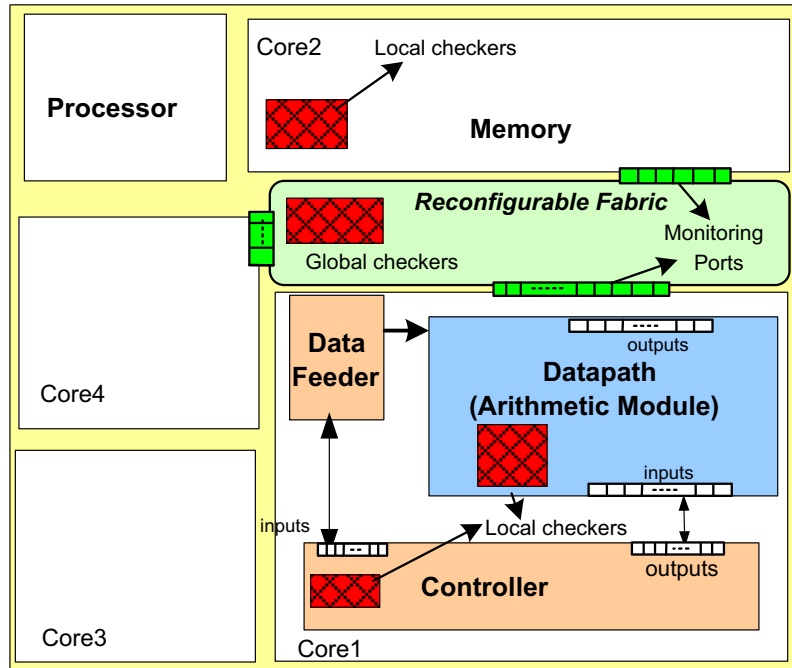 Core2
Local checkers
Processor
Memory
Reconfigurable Fabric
Monitoring
Ports
Global checkers
Data
Feeder
outputs
Datapath
(Arithmetic Module)
Core4
inputs
inputs
Local checkers
outputs
Controller
Core3
Core1